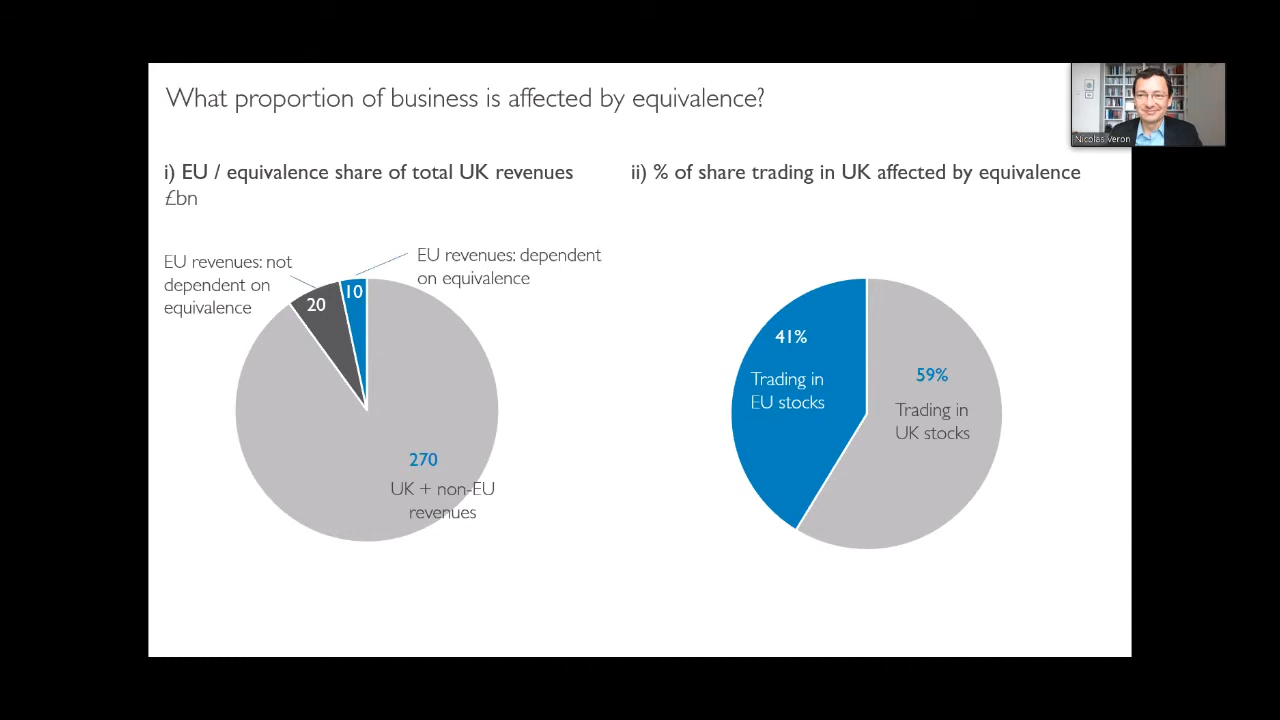 What proportion of business is affected by equivalence?
Nicolas Veron
i) EU / equivalence share of total UK revenues
£bn
EU revenues: not
dependent on
equivalence
EU revenues: dependent
on equivalence
20
10
270
UK + non-EU
revenues
ii) % of share trading in UK affected by equivalence
41%
Trading in
EU stocks
59%
Trading in
UK stocks